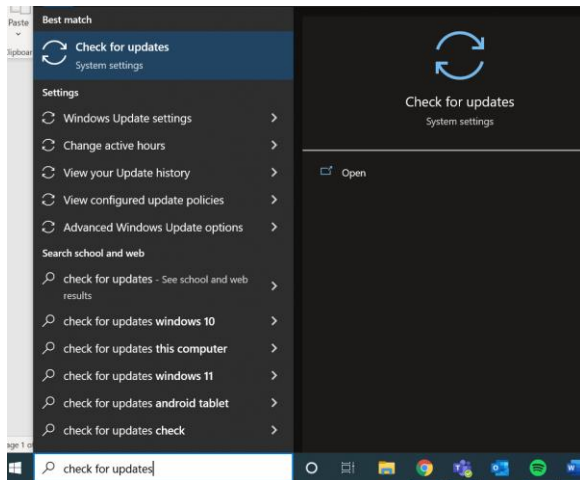 Paste
Best match
Check for updates
System settings
Settings
Windows Update settings
Change active hours
View your Update history
View configured update policies
Advanced Windows Update options
Search school and web
check for updates - See school and web
results
check for updates windows 10
check for updates this computer
check for updates windows 11
check for updates android tablet
check for updates check
check for updates
Check for updates
System settings
Open